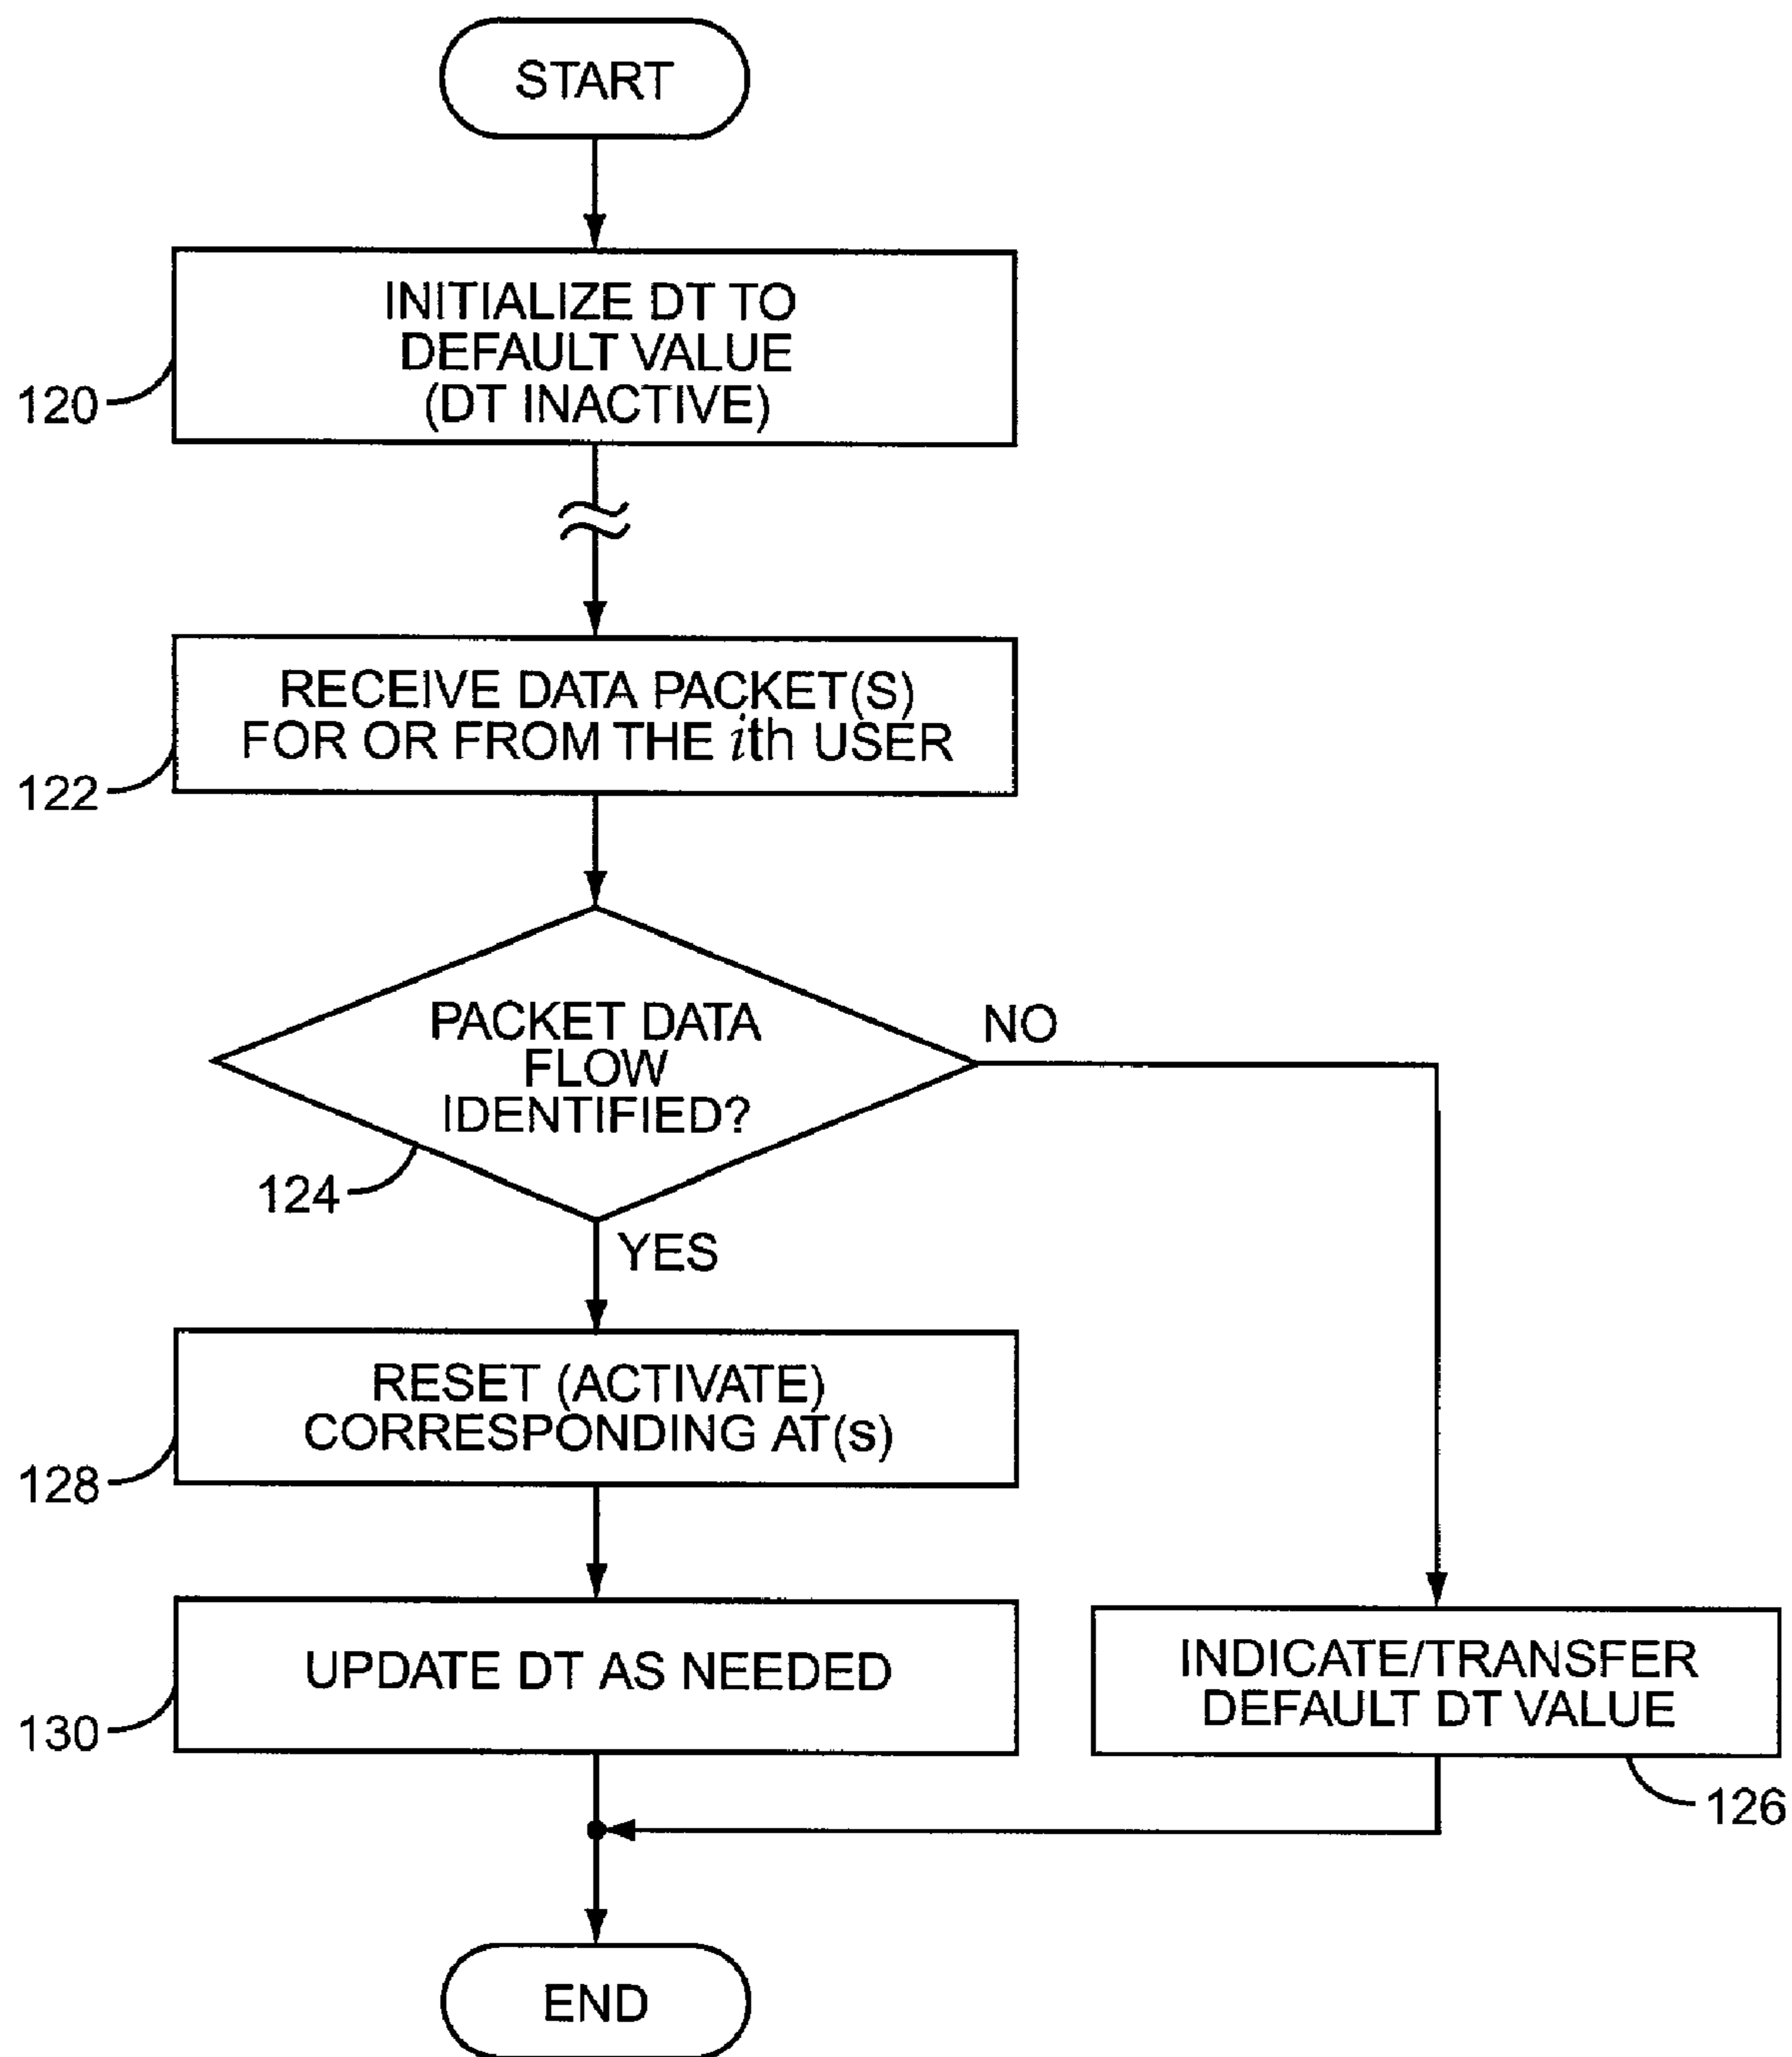 START
INITIALIZE DT TO
DEFAULT VALUE
(DT INACTIVE)
120
RECEIVE DATA PACKET(S)
FOR OR FROM THE ith USER
122
PACKET DATA
FLOW
IDENTIFIED?
NO
124
YES
RESET (ACTIVATE)
CORRESPONDING AT(s)
128
UPDATE DT AS NEEDED
130
INDICATE/TRANSFER
DEFAULT DT VALUE
126
END